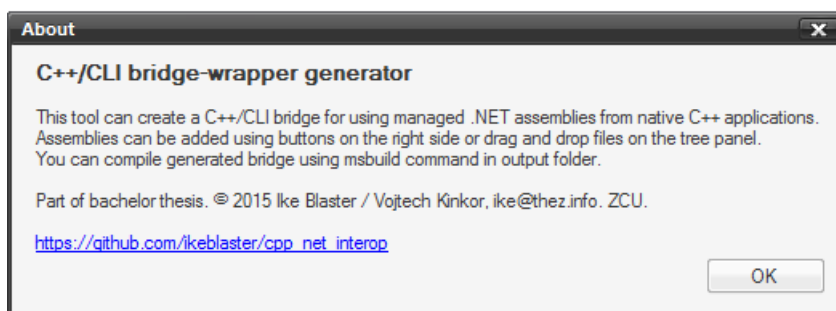 About
C++/CLI bridge-wrapper generator
This tool can create a C++/CLI bridge for using managed .NET assemblies from native C++ applications.
Assemblies can be added using buttons on the right side or drag and drop files on the tree panel.
You can compile generated bridge using msbuild command in output folder.
Part of bachelor thesis. © 2015 Ike Blaster / Vojtech Kinkor, ike@thez.info. ZCU.
https://github.com/ikeblaster/cpp_net_interop
OK